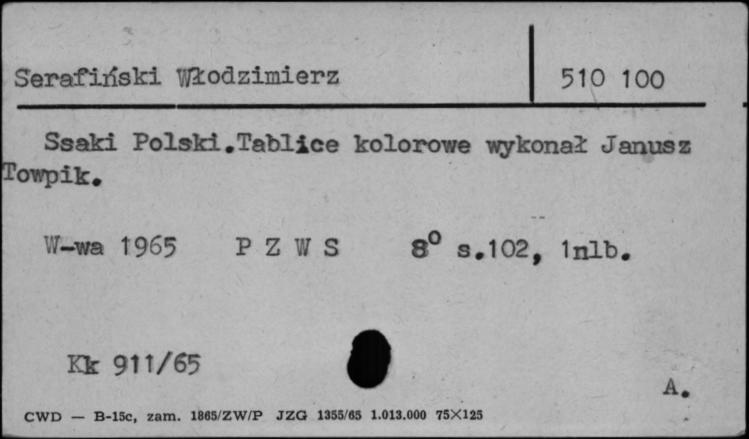 Serafiński Włodzimierz 510 100
Ssaki Polski.Tablice kolorowe wykonał Janusz
Towpik.
W-wa 1965 P Z W S 8° s.102, 1nlb.
Kk 911/65
A.
CWD — B-15c, zam. 1865/ZW/P JZG 1355/65 1.013.000 75×125